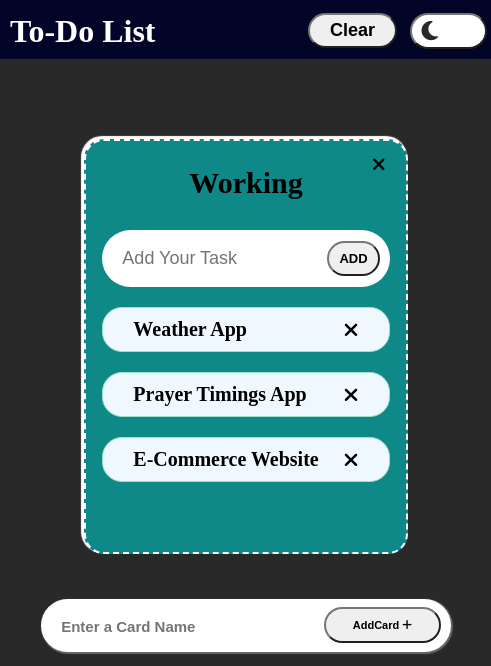 To-Do List
Clear
Working
Add Your Task
ADD
Weather App
Prayer Timings App
E-Commerce Website
Enter a Card Name
AddCard +